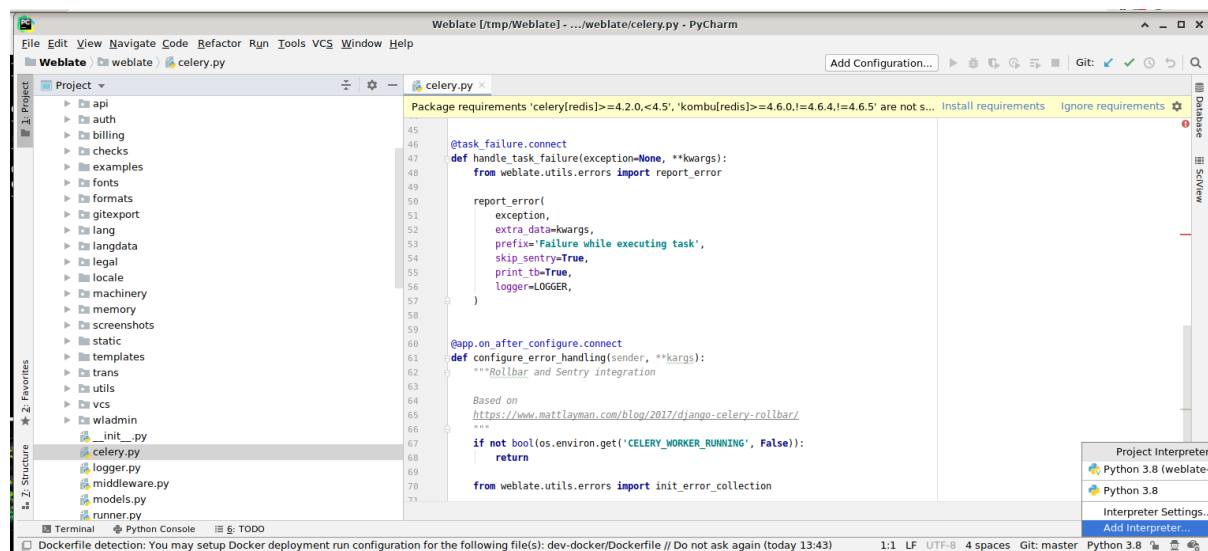 Weblate [/tmp/Weblate] - .../weblate/celery.py - PyCharm
File Edit View Navigate Code Refactor Run Tools VCS Window Help
Weblate weblate celery.py Add Configuration... Git:
1: Project
Project
celery.py
Package requirements 'celery[redis]>=4.2.0,<4.5', 'kombu[redis]>=4.6.0,!=4.6.4,!=4.6.5' are not s... Install requirements Ignore requirements
Database
SciView
api
auth
billing
checks
examples
fonts
formats
gitexport
lang
langdata
legal
locale
machinery
memory
screenshots
static
templates
trans
utils
vcs
wladmin
__init__.py
celery.py
logger.py
middleware.py
models.py
runner.py
2: Favorites
Z: Structure
45
46 @task_failure.connect
47 def handle_task_failure(exception=None, **kwargs):
48 from weblate.utils.errors import report_error
49
50 report_error(
51 exception,
52 extra_data=kwargs,
53 prefix='Failure while executing task',
54 skip_sentry=True,
55 print_tb=True,
56 logger=LOGGER,
57 )
58
59
60 @app.on_after_configure.connect
61 def configure_error_handling(sender, **kargs):
62 """Rollbar and Sentry integration
63
64 Based on
65 https://www.mattlayman.com/blog/2017/django-celery-rollbar/
66 """
67 if not bool(os.environ.get('CELERY_WORKER_RUNNING', False)):
68 return
69
70 from weblate.utils.errors import init_error_collection
71
Project Interpreter
Python 3.8 (weblate-
Python 3.8
Interpreter Settings..
Add Interpreter...
Terminal Python Console 6: TODO
Dockerfile detection: You may setup Docker deployment run configuration for the following file(s): dev-docker/Dockerfile // Do not ask again (today 13:43) 1:1 LF UTF-8 4 spaces Git: master Python 3.8